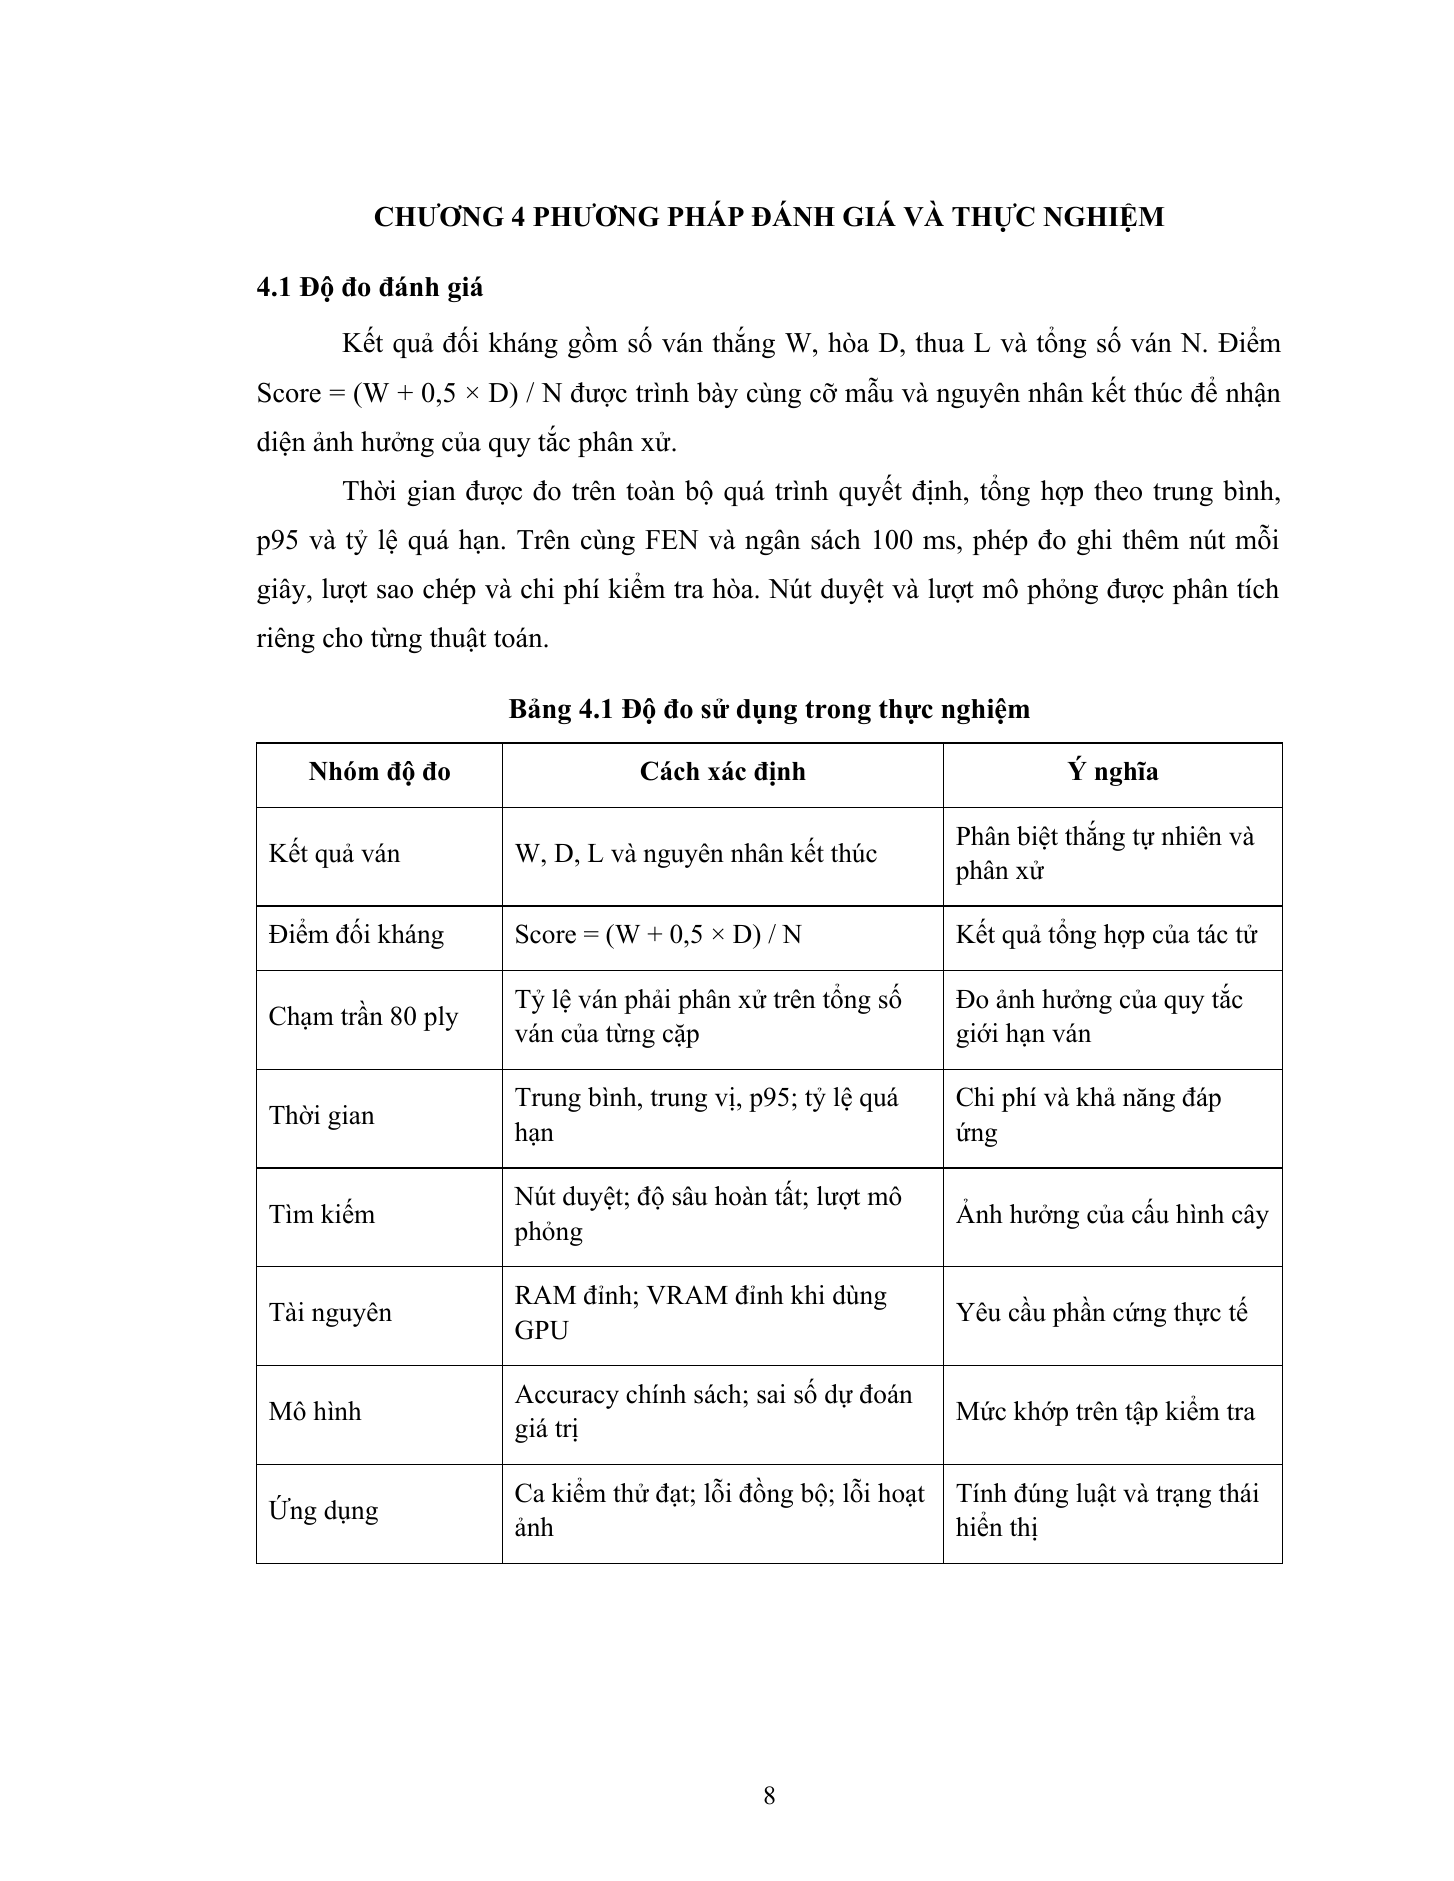 CHƯƠNG 4 PHƯƠNG PHÁP ĐÁNH GIÁ VÀ THỰC NGHIỆM
4.1 Độ đo đánh giá
Kết quả đối kháng gồm số ván thắng W, hòa D, thua L và tổng số ván N. Điểm
Score = (W + 0,5 × D) / N được trình bày cùng cỡ mẫu và nguyên nhân kết thúc để nhận
diện ảnh hưởng của quy tắc phân xử.
Thời gian được đo trên toàn bộ quá trình quyết định, tổng hợp theo trung bình,
p95 và tỷ lệ quá hạn. Trên cùng FEN và ngân sách 100 ms, phép đo ghi thêm nút mỗi
giây, lượt sao chép và chi phí kiểm tra hòa. Nút duyệt và lượt mô phỏng được phân tích
riêng cho từng thuật toán.
Bảng 4.1 Độ đo sử dụng trong thực nghiệm
Nhóm độ đo
Cách xác định
Ý nghĩa
Kết quả ván
W, D, L và nguyên nhân kết thúc
Phân biệt thắng tự nhiên và
phân xử
Điểm đối kháng
Score = (W + 0,5 × D) / N
Kết quả tổng hợp của tác tử
Chạm trần 80 ply
Tỷ lệ ván phải phân xử trên tổng số
ván của từng cặp
Đo ảnh hưởng của quy tắc
giới hạn ván
Thời gian
Trung bình, trung vị, p95; tỷ lệ quá
hạn
Chi phí và khả năng đáp
ứng
Tìm kiếm
Nút duyệt; độ sâu hoàn tất; lượt mô
phỏng
Ảnh hưởng của cấu hình cây
Tài nguyên
RAM đỉnh; VRAM đỉnh khi dùng
GPU
Yêu cầu phần cứng thực tế
Mô hình
Accuracy chính sách; sai số dự đoán
giá trị
Mức khớp trên tập kiểm tra
Ứng dụng
Ca kiểm thử đạt; lỗi đồng bộ; lỗi hoạt
ảnh
Tính đúng luật và trạng thái
hiển thị
8